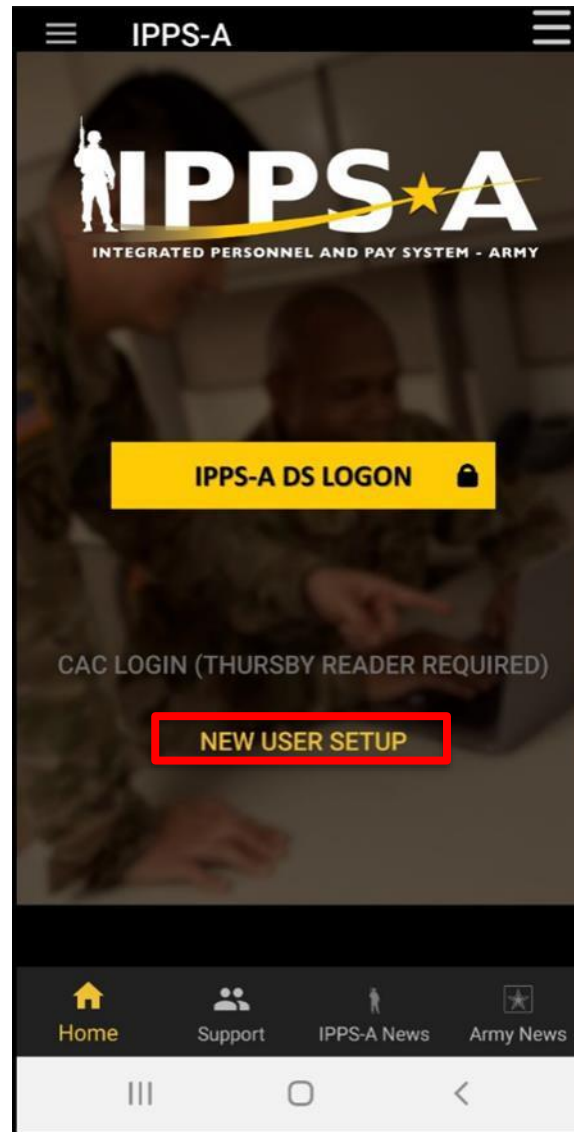 IPPS-A
IPPS-A
INTEGRATED PERSONNEL AND PAY SYSTEM - ARMY
IPPS-A DS LOGON
CAC LOGIN (THURSBY READER REQUIRED)
NEW USER SETUP
Home Support IPPS-A News Army News